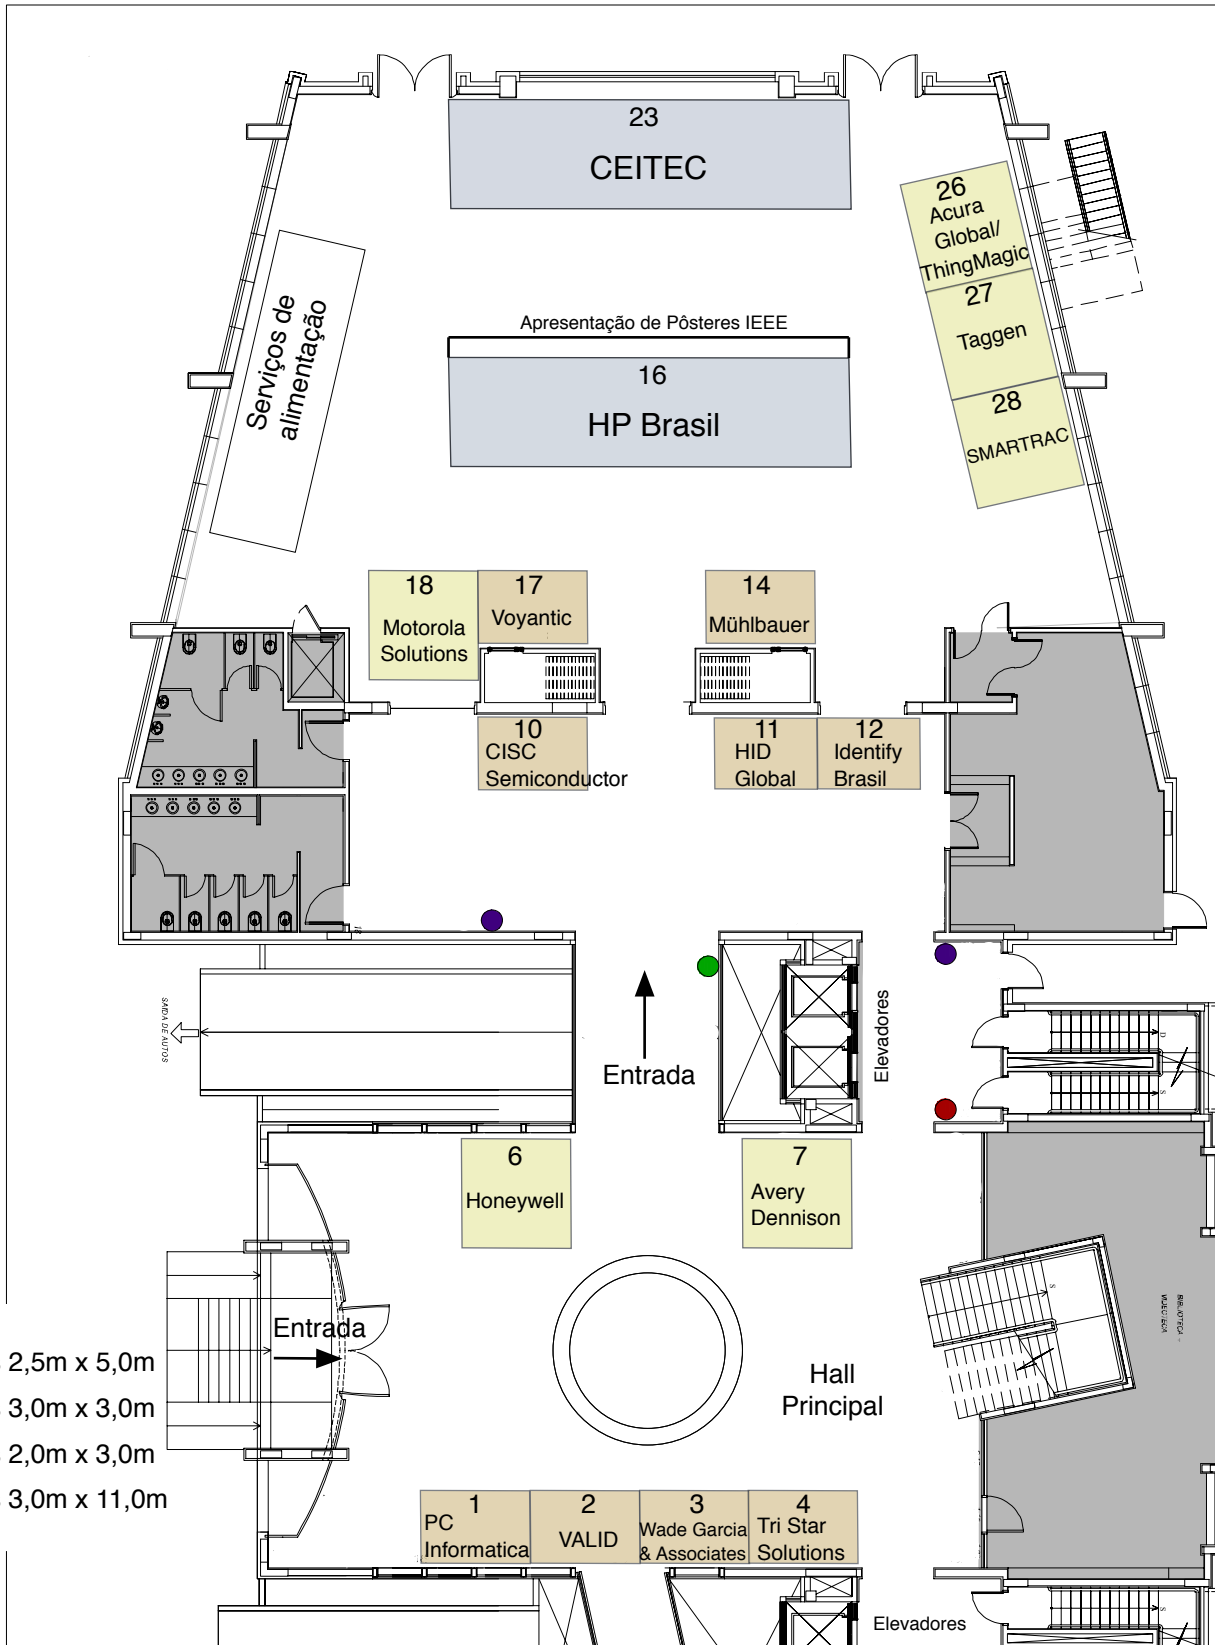 23
CEITEC
26
Acura
Global/
ThingMagic
27
Taggen
28
SMARTRAC
Serviços de
alimentação
Apresentação de Pôsteres IEEE
16
HP Brasil
18
Motorola
Solutions
17
Voyantic
14
Mühlbauer
10
CISC
Semiconductor
11
HID
Global
12
Identify
Brasil
SAIDA DE AUTOS
Entrada
Elevadores
D
S
6
Honeywell
7
Avery
Dennison
Entrada
S
BIBLIOTECA -
Hall
Principal
2,5m x 5,0m
3,0m x 3,0m
2,0m x 3,0m
3,0m x 11,0m
1
PC
Informatica
2
VALID
3
Wade Garcia
& Associates
4
Tri Star
Solutions
Elevadores
S